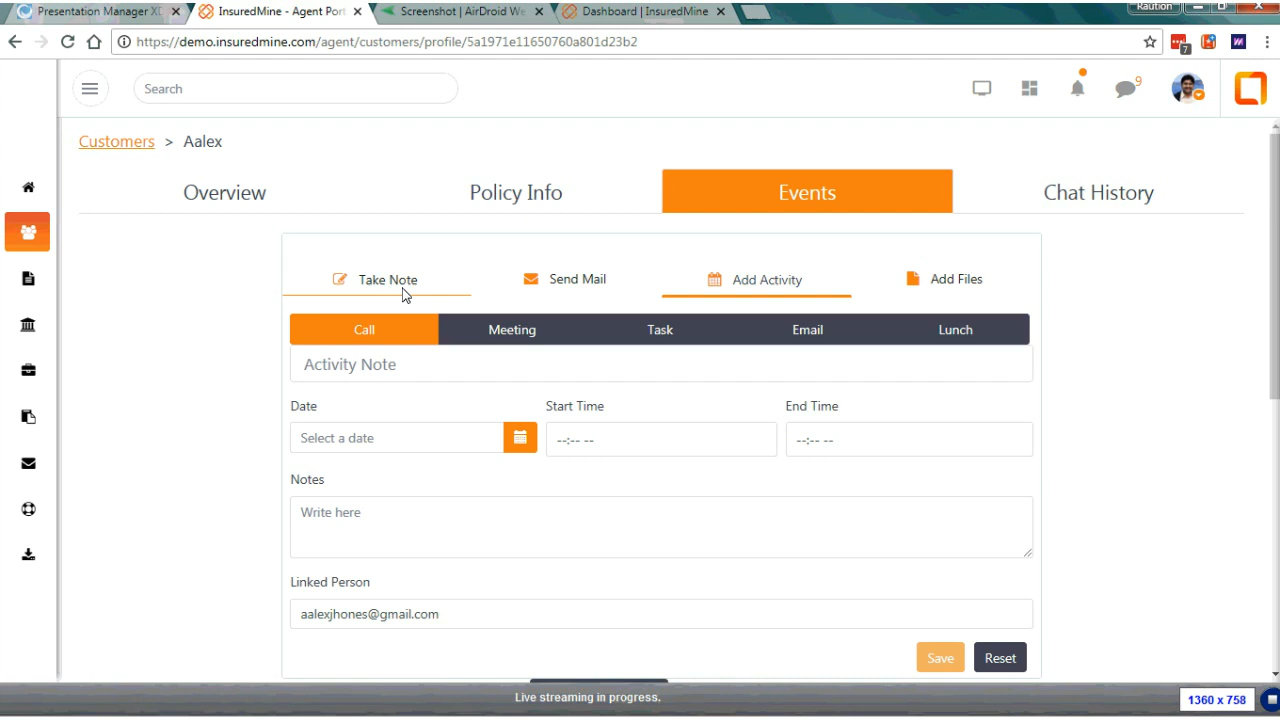 Presentation Manager XD
InsuredMine - Agent Port
Screenshot | AirDroid We
Dashboard | InsuredMine
Raution
https://demo.insuredmine.com/agent/customers/profile/5a1971e11650760a801d23b2
7
Search
9
Customers > Aalex
Overview
Policy Info
Events
Chat History
Take Note
Send Mail
Add Activity
Add Files
Call
Meeting
Task
Email
Lunch
Activity Note
Date
Start Time
End Time
Select a date
--:-- --
--:-- --
Notes
Write here
Linked Person
aalexjhones@gmail.com
Save
Reset
Live streaming in progress.
1360 x 758